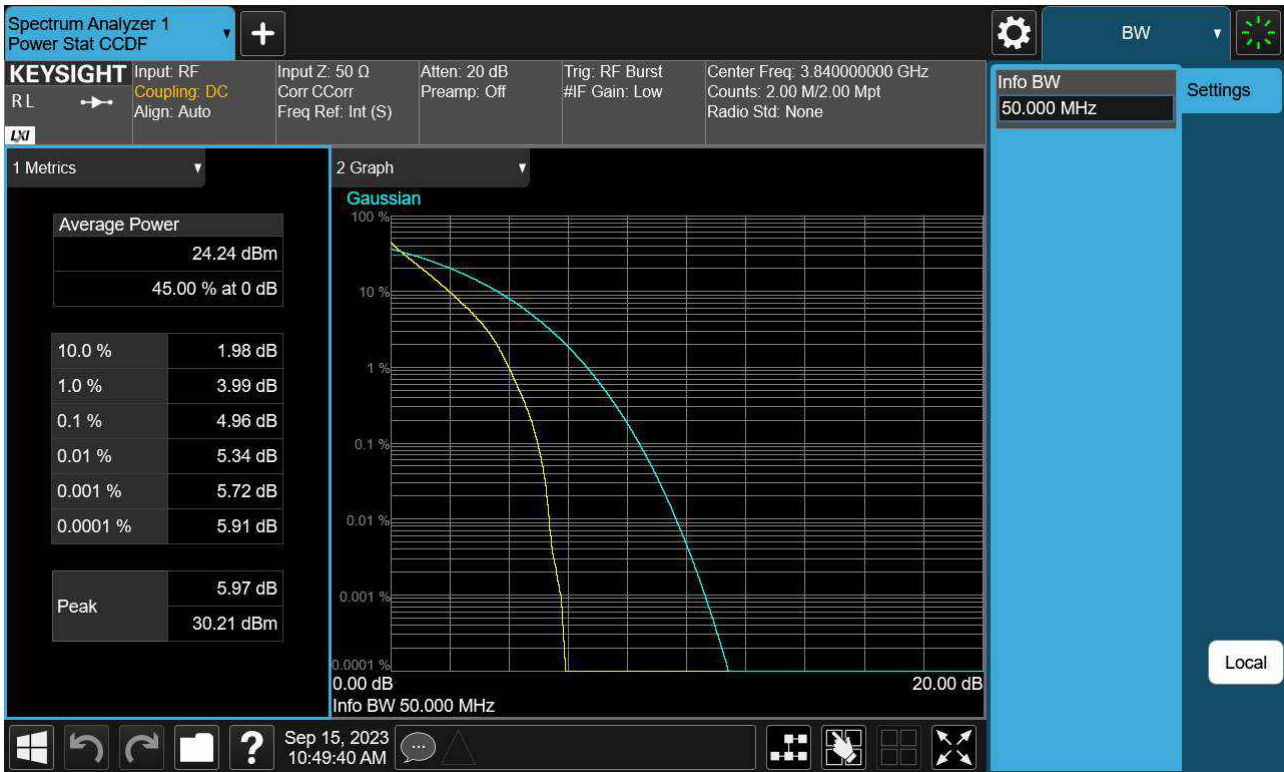 Spectrum Analyzer 1
Power Stat CCDF
+
BW
KEYSIGHT
R L
LXI
Input: RF
Coupling: DC
Align: Auto
Input Z: 50 Ω
Corr CCorr
Freq Ref: Int (S)
Atten: 20 dB
Preamp: Off
Trig: RF Burst
#IF Gain: Low
Center Freq: 3.840000000 GHz
Counts: 2.00 M/2.00 Mpt
Radio Std: None
Info BW
50.000 MHz
Settings
1 Metrics
Average Power
24.24 dBm
45.00 % at 0 dB
10.0 % 1.98 dB
1.0 % 3.99 dB
0.1 % 4.96 dB
0.01 % 5.34 dB
0.001 % 5.72 dB
0.0001 % 5.91 dB
Peak
5.97 dB
30.21 dBm
2 Graph
Gaussian
100 %
10 %
1 %
0.1 %
0.01 %
0.001 %
0.0001 %
0.00 dB 20.00 dB
Info BW 50.000 MHz
Local
?
Sep 15, 2023
10:49:40 AM